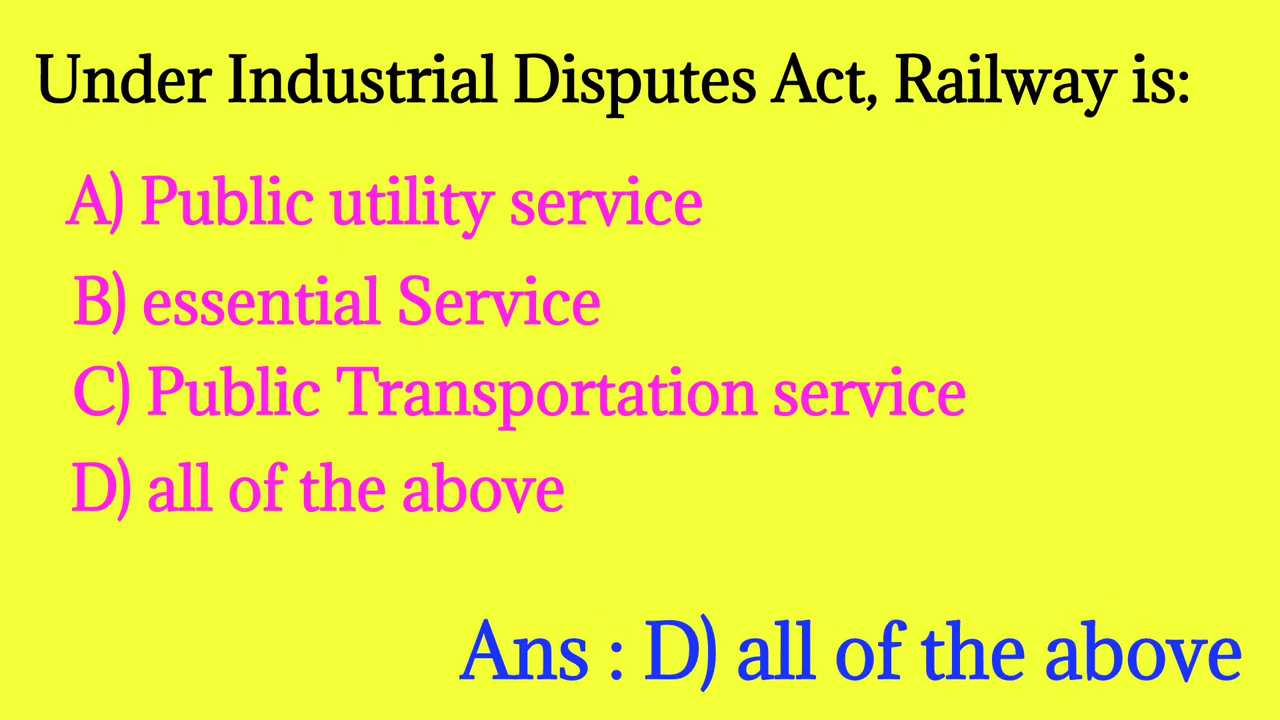 Under Industrial Disputes Act, Railway is:
A) Public utility service
B) essential Service
C) Public Transportation service
D) all of the above
Ans : D) all of the above